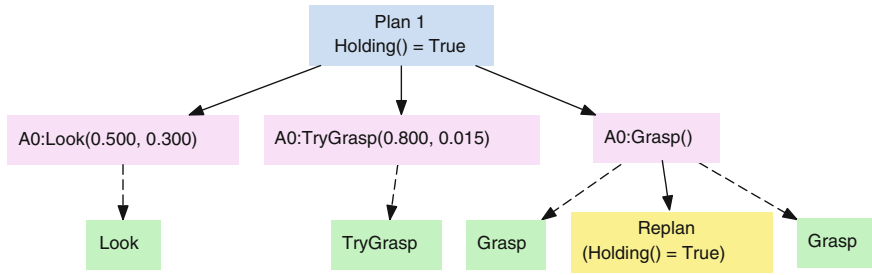 Plan 1
Holding() = True
A0:Look(0.500, 0.300)
A0:TryGrasp(0.800, 0.015)
A0:Grasp()
Look
TryGrasp
Grasp
Replan
(Holding() = True)
Grasp